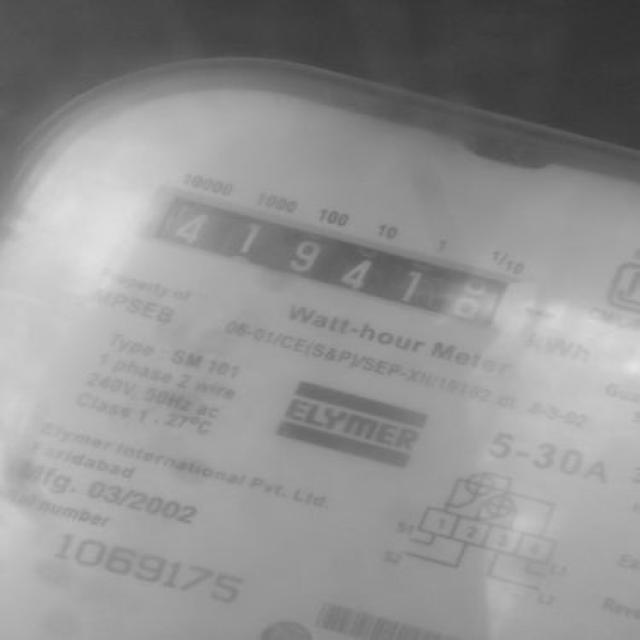 10000 1000 100 10 1 1/10
4 1 9 4 1
Watt-hour Meter
kWh
Property of
MPSEB
Type : SM 101
1 phase 2 wire
240V, 50Hz ac
Class 1 . 27°C
ELYMER
5-30A
Elymer International Pvt. Ltd.
Faridabad
Mfg. 03/2002
number
1069175